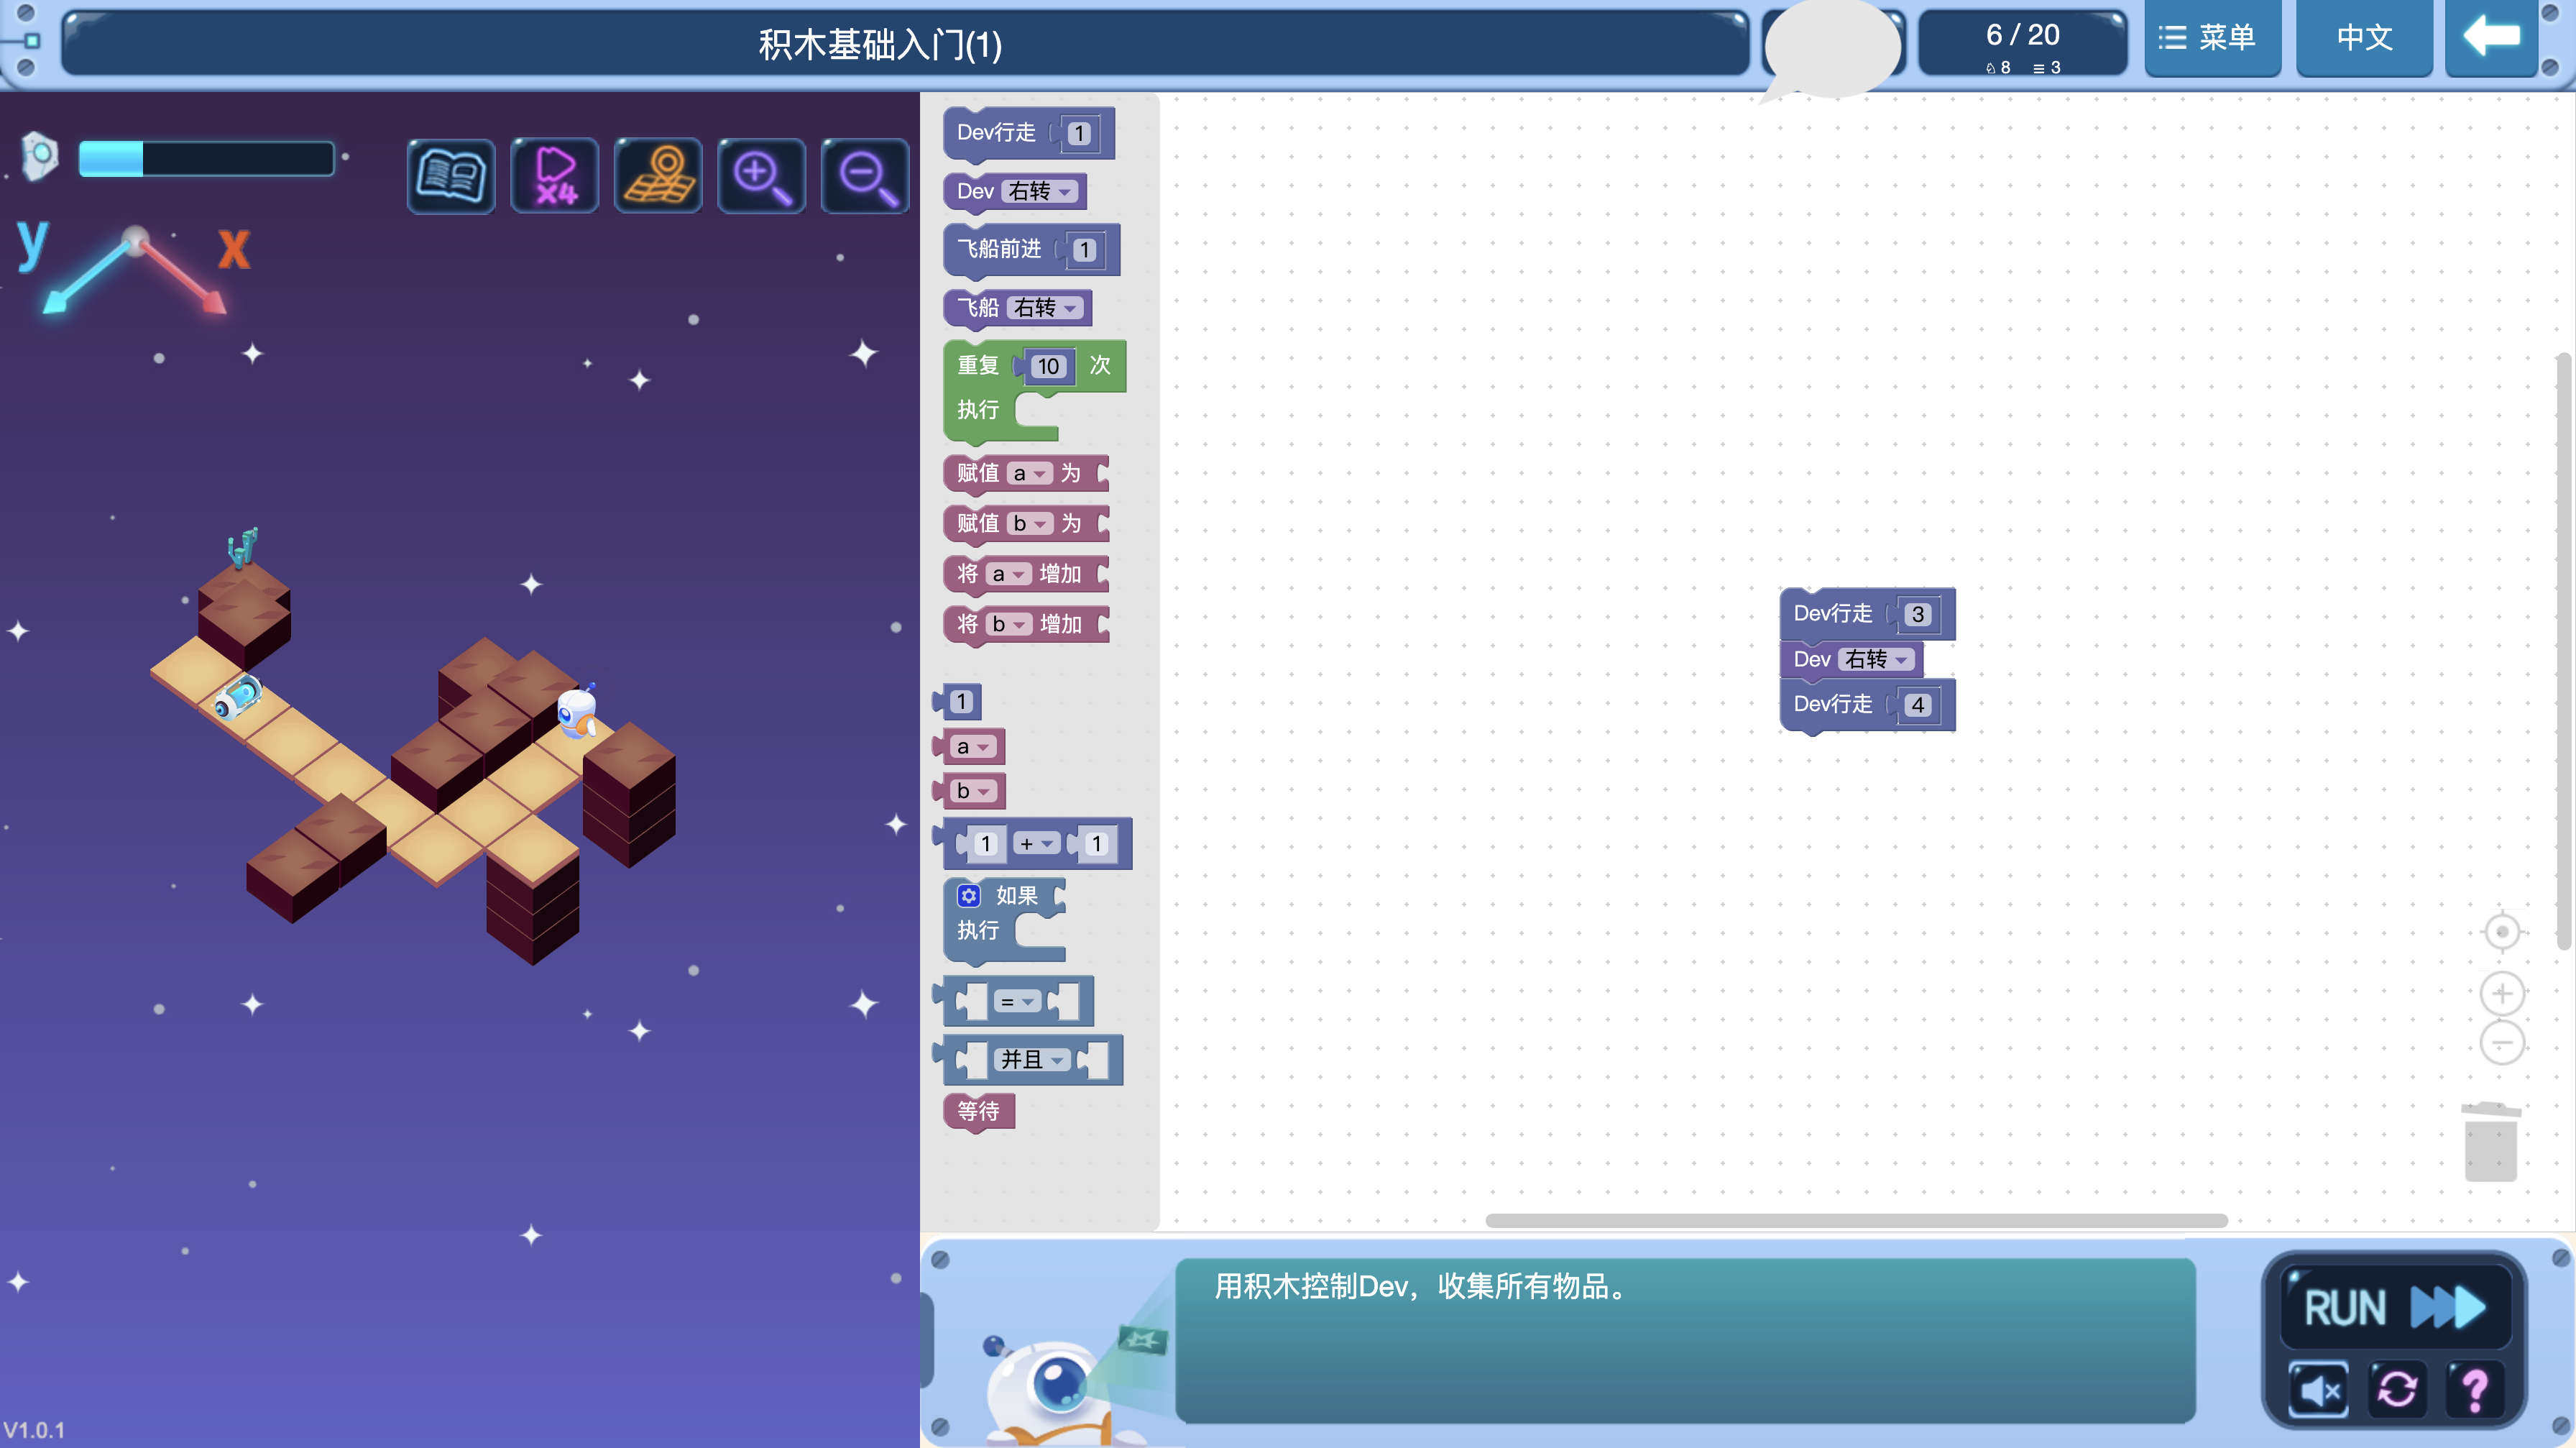 积木基础入门(1)
6 / 20
8 3
菜单
中文
X4
y
x
Dev行走 1
Dev 右转
飞船前进 1
飞船 右转
重复 10 次
执行
赋值 a 为
赋值 b 为
将 a 增加
将 b 增加
1
a
b
1 + 1
如果
执行
=
并且
等待
Dev行走 3
Dev 右转
Dev行走 4
用积木控制Dev，收集所有物品。
RUN
?
V1.0.1